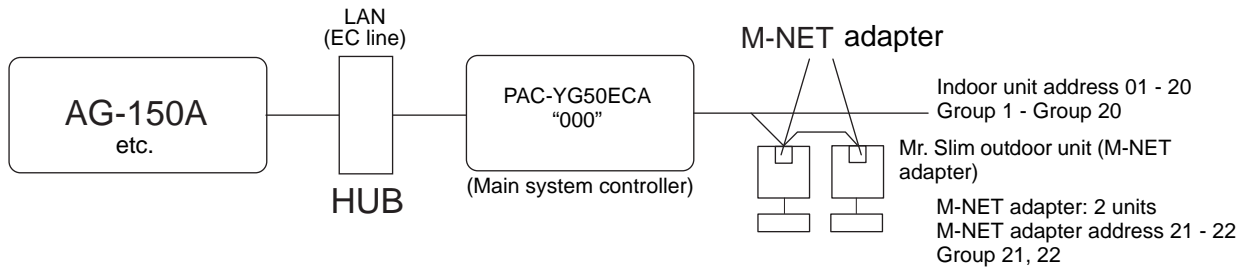 LAN
(EC line)
M-NET adapter
AG-150A
etc.
HUB
PAC-YG50ECA
“000”
(Main system controller)
Indoor unit address 01 - 20
Group 1 - Group 20
Mr. Slim outdoor unit (M-NET
adapter)
M-NET adapter: 2 units
M-NET adapter address 21 - 22
Group 21, 22